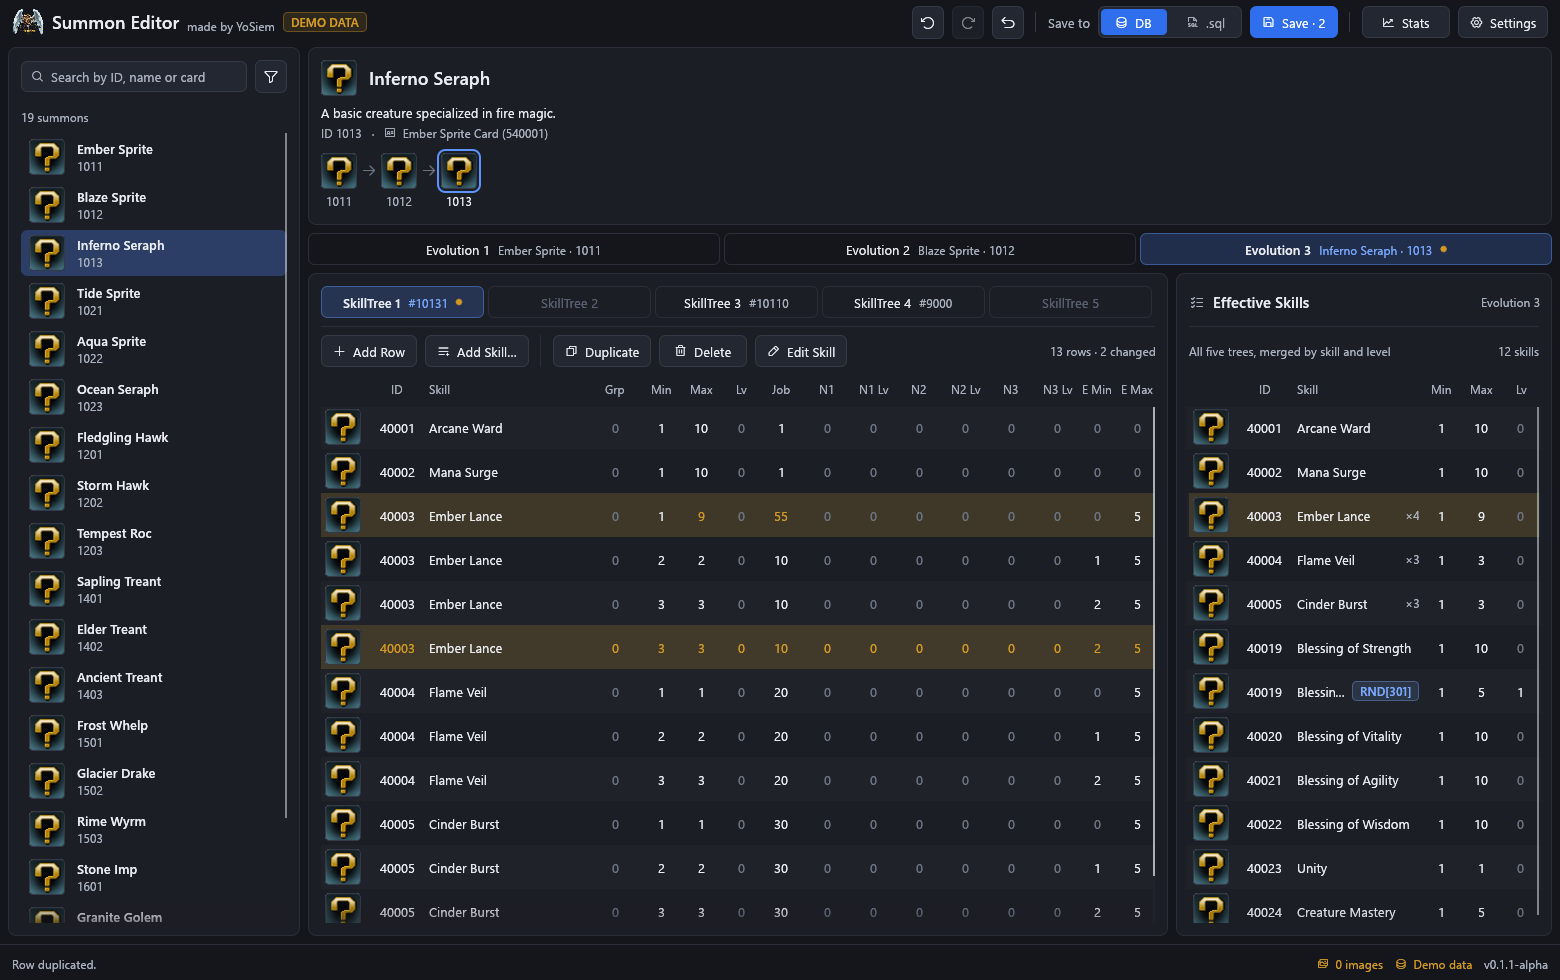 Summon Editor made by YoSiem DEMO DATA
Save to DB .sql Save · 2 Stats Settings
Search by ID, name or card
19 summons
Ember Sprite
1011
Blaze Sprite
1012
Inferno Seraph
1013
Tide Sprite
1021
Aqua Sprite
1022
Ocean Seraph
1023
Fledgling Hawk
1201
Storm Hawk
1202
Tempest Roc
1203
Sapling Treant
1401
Elder Treant
1402
Ancient Treant
1403
Frost Whelp
1501
Glacier Drake
1502
Rime Wyrm
1503
Stone Imp
1601
Granite Golem
Inferno Seraph
A basic creature specialized in fire magic.
ID 1013 · Ember Sprite Card (540001)
1011 → 1012 → 1013
Evolution 1 Ember Sprite · 1011
Evolution 2 Blaze Sprite · 1012
Evolution 3 Inferno Seraph · 1013
SkillTree 1 #10131 SkillTree 2 SkillTree 3 #10110 SkillTree 4 #9000 SkillTree 5
+ Add Row Add Skill... Duplicate Delete Edit Skill 13 rows · 2 changed
ID Skill Grp Min Max Lv Job N1 N1 Lv N2 N2 Lv N3 N3 Lv E Min E Max
40001 Arcane Ward 0 1 10 0 1 0 0 0 0 0 0 0 0
40002 Mana Surge 0 1 10 0 1 0 0 0 0 0 0 0 0
40003 Ember Lance 0 1 9 0 55 0 0 0 0 0 0 0 5
40003 Ember Lance 0 2 2 0 10 0 0 0 0 0 0 1 5
40003 Ember Lance 0 3 3 0 10 0 0 0 0 0 0 2 5
40003 Ember Lance 0 3 3 0 10 0 0 0 0 0 0 2 5
40004 Flame Veil 0 1 1 0 20 0 0 0 0 0 0 0 5
40004 Flame Veil 0 2 2 0 20 0 0 0 0 0 0 1 5
40004 Flame Veil 0 3 3 0 20 0 0 0 0 0 0 2 5
40005 Cinder Burst 0 1 1 0 30 0 0 0 0 0 0 0 5
40005 Cinder Burst 0 2 2 0 30 0 0 0 0 0 0 1 5
40005 Cinder Burst 0 3 3 0 30 0 0 0 0 0 0 2 5
Effective Skills Evolution 3
All five trees, merged by skill and level 12 skills
ID Skill Min Max Lv
40001 Arcane Ward 1 10 0
40002 Mana Surge 1 10 0
40003 Ember Lance ×4 1 9 0
40004 Flame Veil ×3 1 3 0
40005 Cinder Burst ×3 1 3 0
40019 Blessing of Strength 1 10 0
40019 Blessin... RND[301] 1 5 1
40020 Blessing of Vitality 1 10 0
40021 Blessing of Agility 1 10 0
40022 Blessing of Wisdom 1 10 0
40023 Unity 1 1 0
40024 Creature Mastery 1 5 0
Row duplicated.
0 images Demo data v0.1.1-alpha